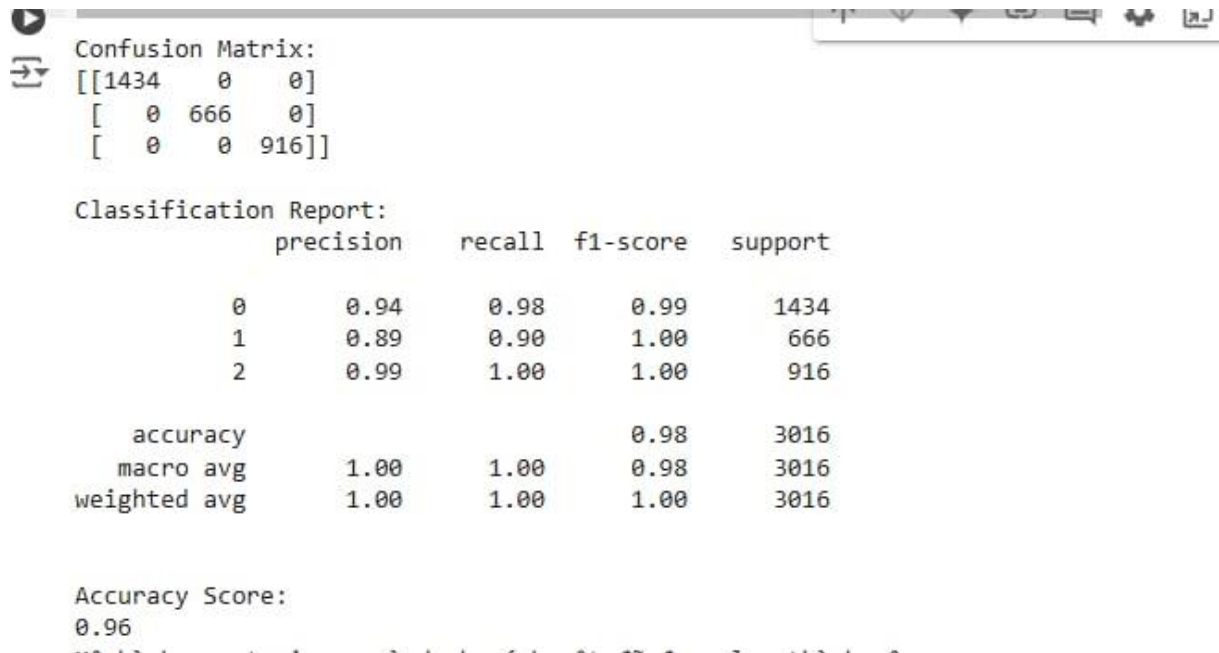 Confusion Matrix:
[[1434 0 0]
[ 0 666 0]
[ 0 0 916]]
Classification Report:
precision recall f1-score support
0 0.94 0.98 0.99 1434
1 0.89 0.90 1.00 666
2 0.99 1.00 1.00 916
accuracy 0.98 3016
macro avg 1.00 1.00 0.98 3016
weighted avg 1.00 1.00 1.00 3016
Accuracy Score:
0.96